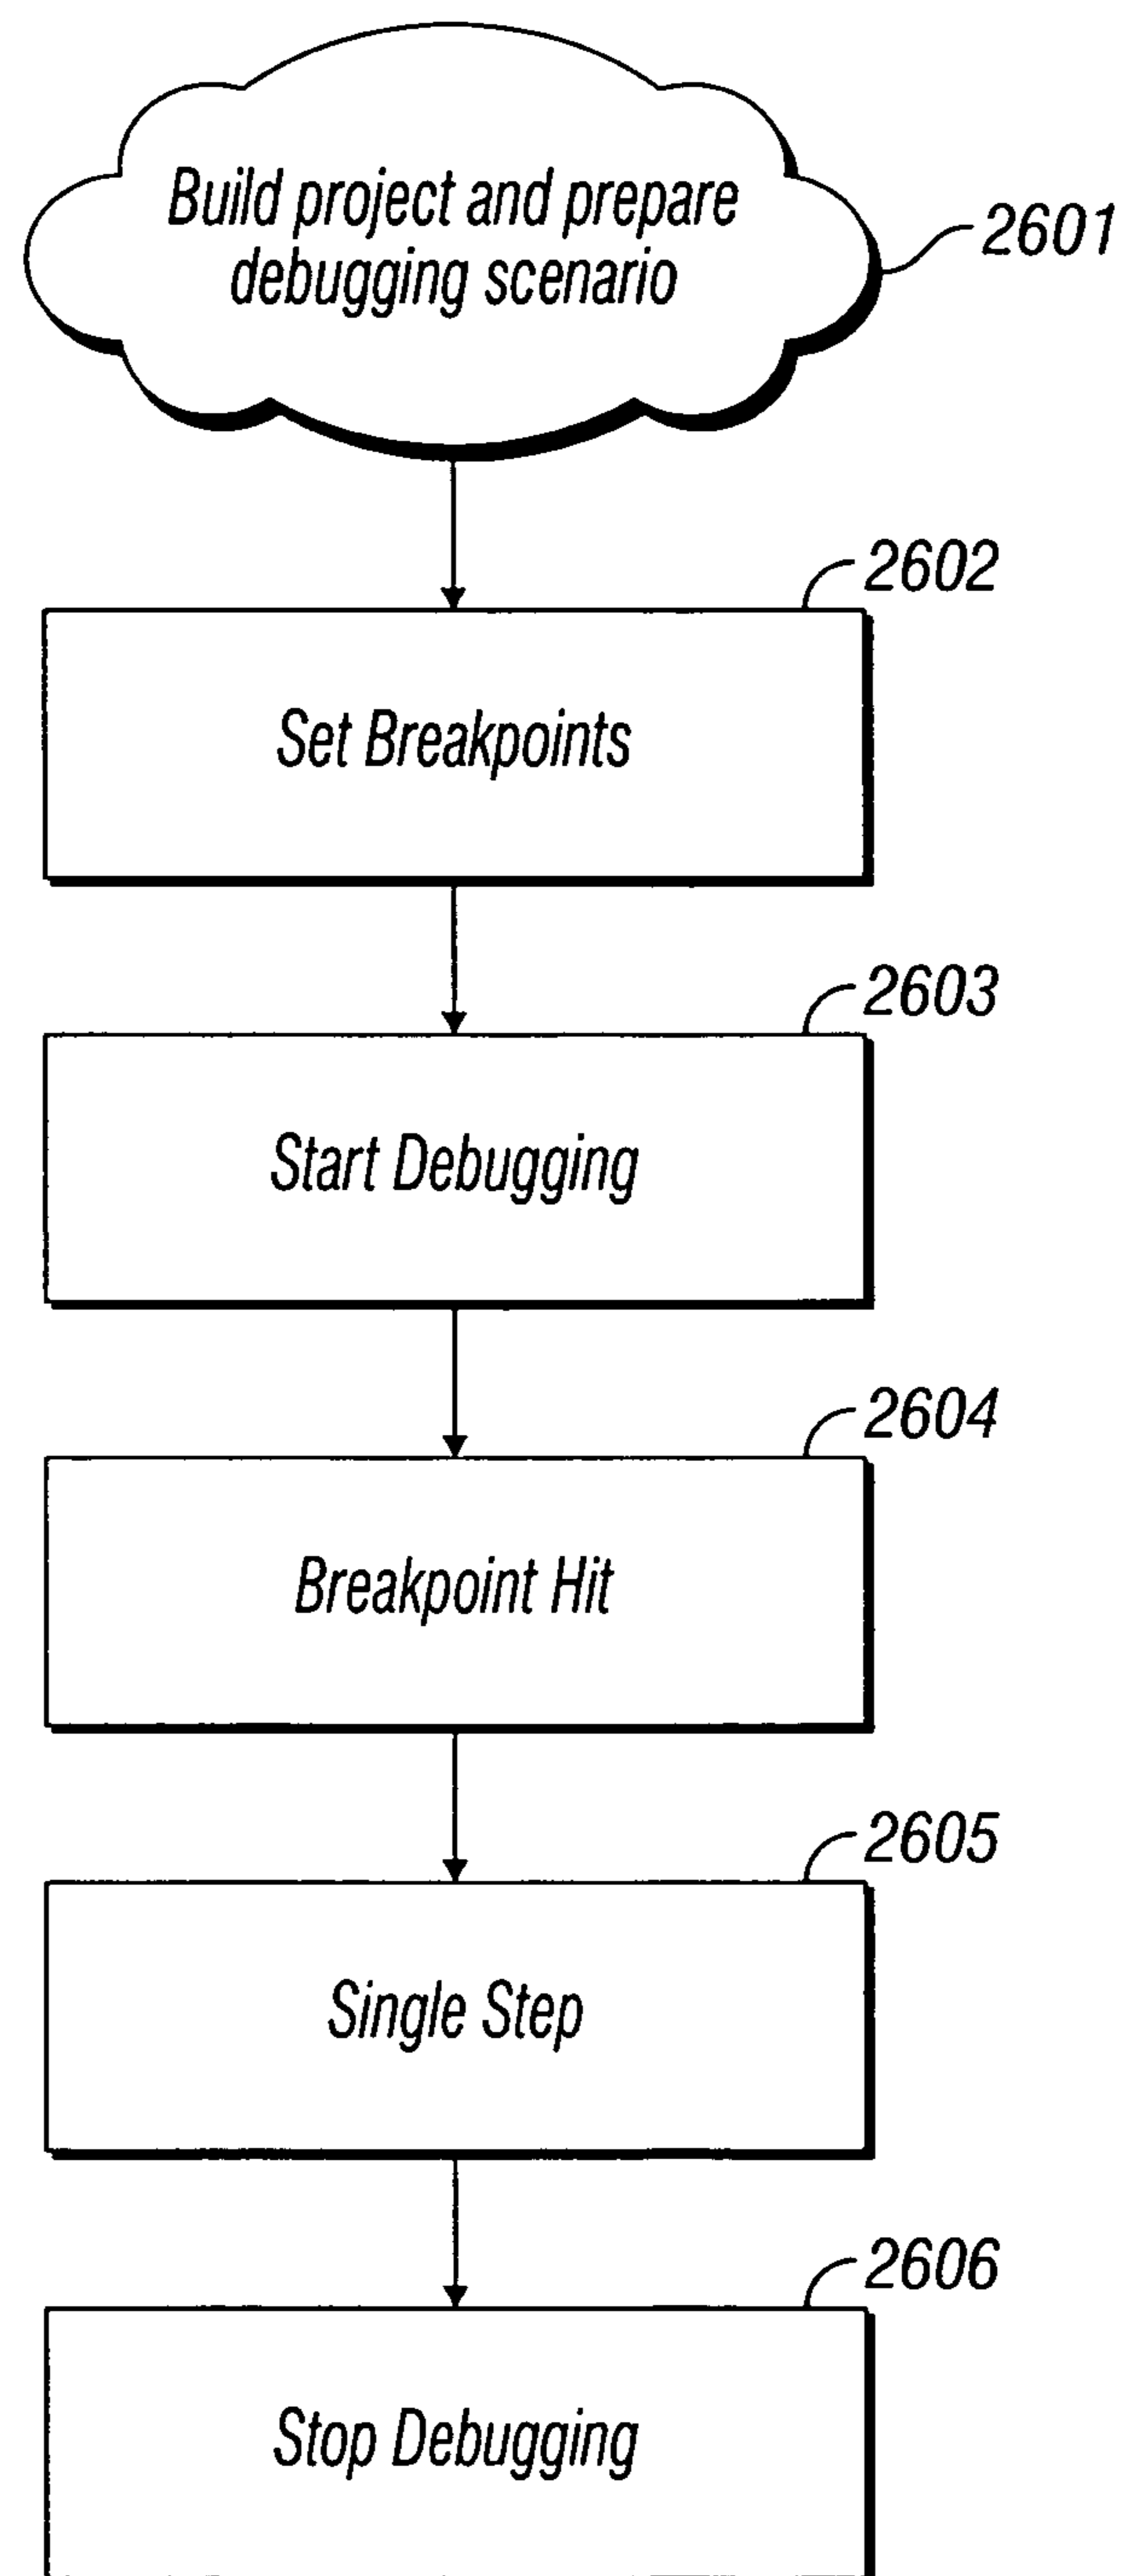 Build project and prepare
debugging scenario
2601
2602
Set Breakpoints
2603
Start Debugging
2604
Breakpoint Hit
2605
Single Step
2606
Stop Debugging